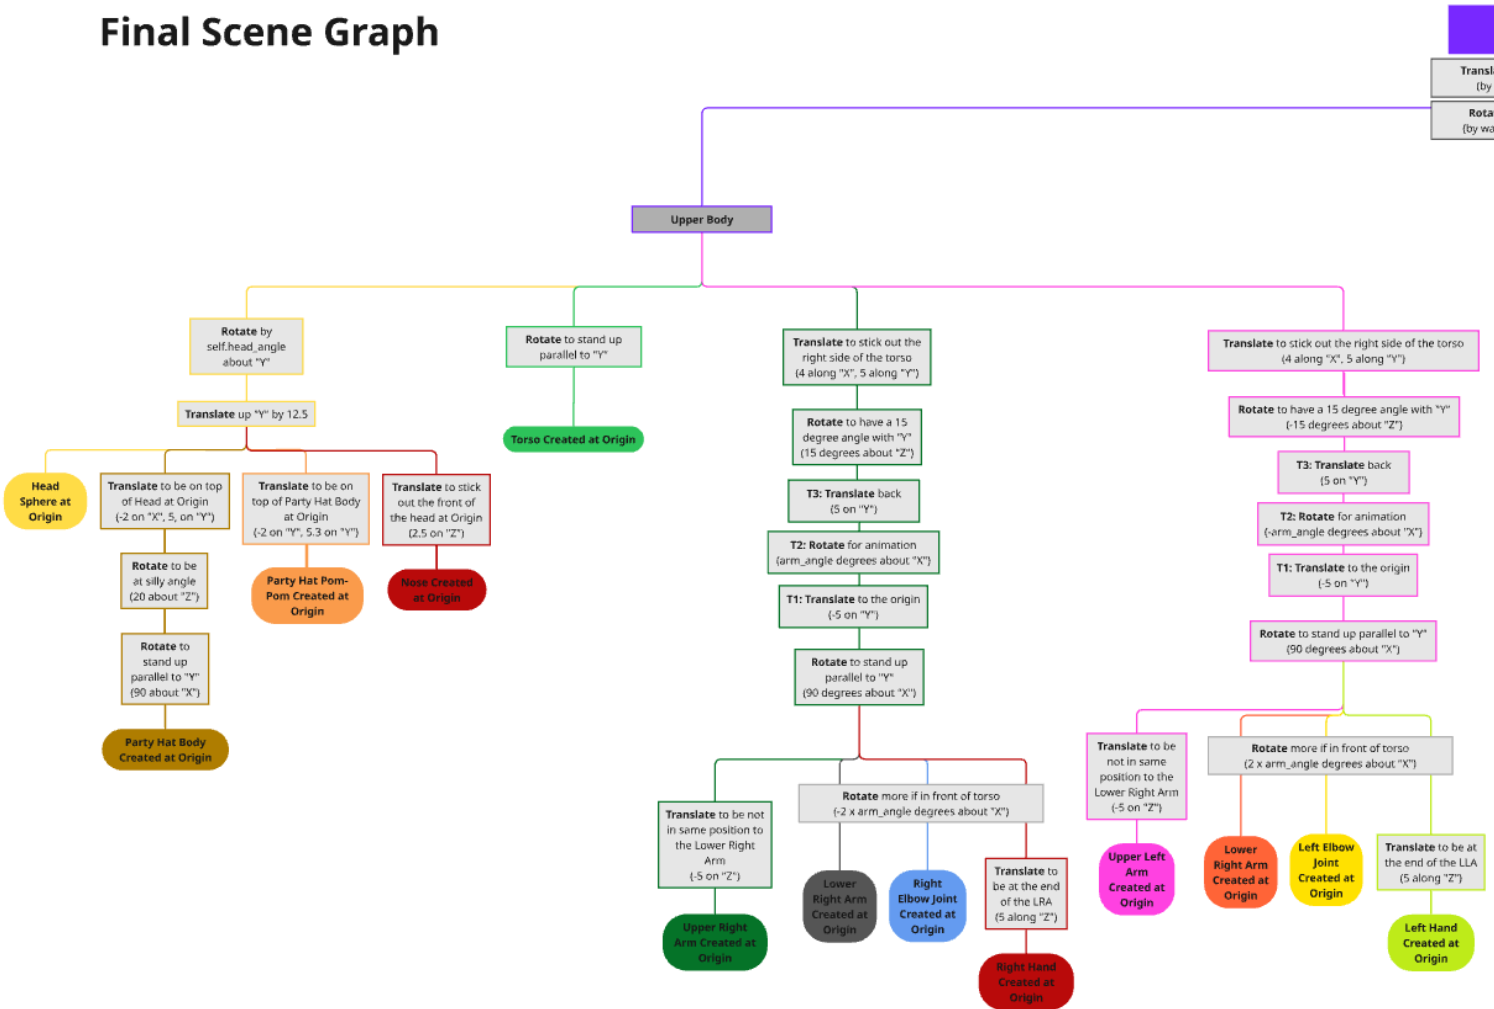 Final Scene Graph
(by
Upper Body
Rotate by
self.head_angle
about "Y"
Translate up "Y" by 12.5
Head
Sphere at
Origin
Translate to be on top
of Head at Origin
(-2 on "X", 5, on "Y")
Rotate to be
at silly angle
(20 about "Z")
Rotate to
stand up
parallel to "Y"
(90 about "X")
Party Hat Body
Created at Origin
Translate to be on
top of Party Hat Body
at Origin
(-2 on "Y", 5.3 on "Y")
Party Hat Pom-
Pom Created at
Origin
Translate to stick
out the front of
the head at Origin
(2.5 on "Z")
Nose Created
at Origin
Rotate to stand up
parallel to "Y"
Torso Created at Origin
Translate to stick out the
right side of the torso
(4 along "X", 5 along "Y")
Rotate to have a 15
degree angle with "Y"
(15 degrees about "Z")
T3: Translate back
(5 on "Y")
T2: Rotate for animation
(arm_angle degrees about "X")
T1: Translate to the origin
(-5 on "Y")
Rotate to stand up
parallel to "Y"
(90 degrees about "X")
Translate to be not
in same position to
the Lower Right
Arm
(-5 on "Z")
Upper Right
Arm Created at
Origin
Rotate more if in front of torso
(-2 x arm_angle degrees about "X")
Lower
Right Arm
Created at
Origin
Right
Elbow Joint
Created at
Origin
Translate to
be at the end
of the LRA
(5 along "Z")
Right Hand
Created at
Origin
Translate to stick out the right side of the torso
(4 along "X", 5 along "Y")
Rotate to have a 15 degree angle with "Y"
(-15 degrees about "Z")
T3: Translate back
(5 on "Y")
T2: Rotate for animation
(-arm_angle degrees about "X")
T1: Translate to the origin
(-5 on "Y")
Rotate to stand up parallel to "Y"
(90 degrees about "X")
Translate to be
not in same
position to the
Lower Right Arm
(-5 on "Z")
Upper Left
Arm
Created at
Origin
Rotate more if in front of torso
(2 x arm_angle degrees about "X")
Lower
Right Arm
Created at
Origin
Left Elbow
Joint
Created at
Origin
Translate to be at
the end of the LLA
(5 along "Z")
Left Hand
Created at
Origin